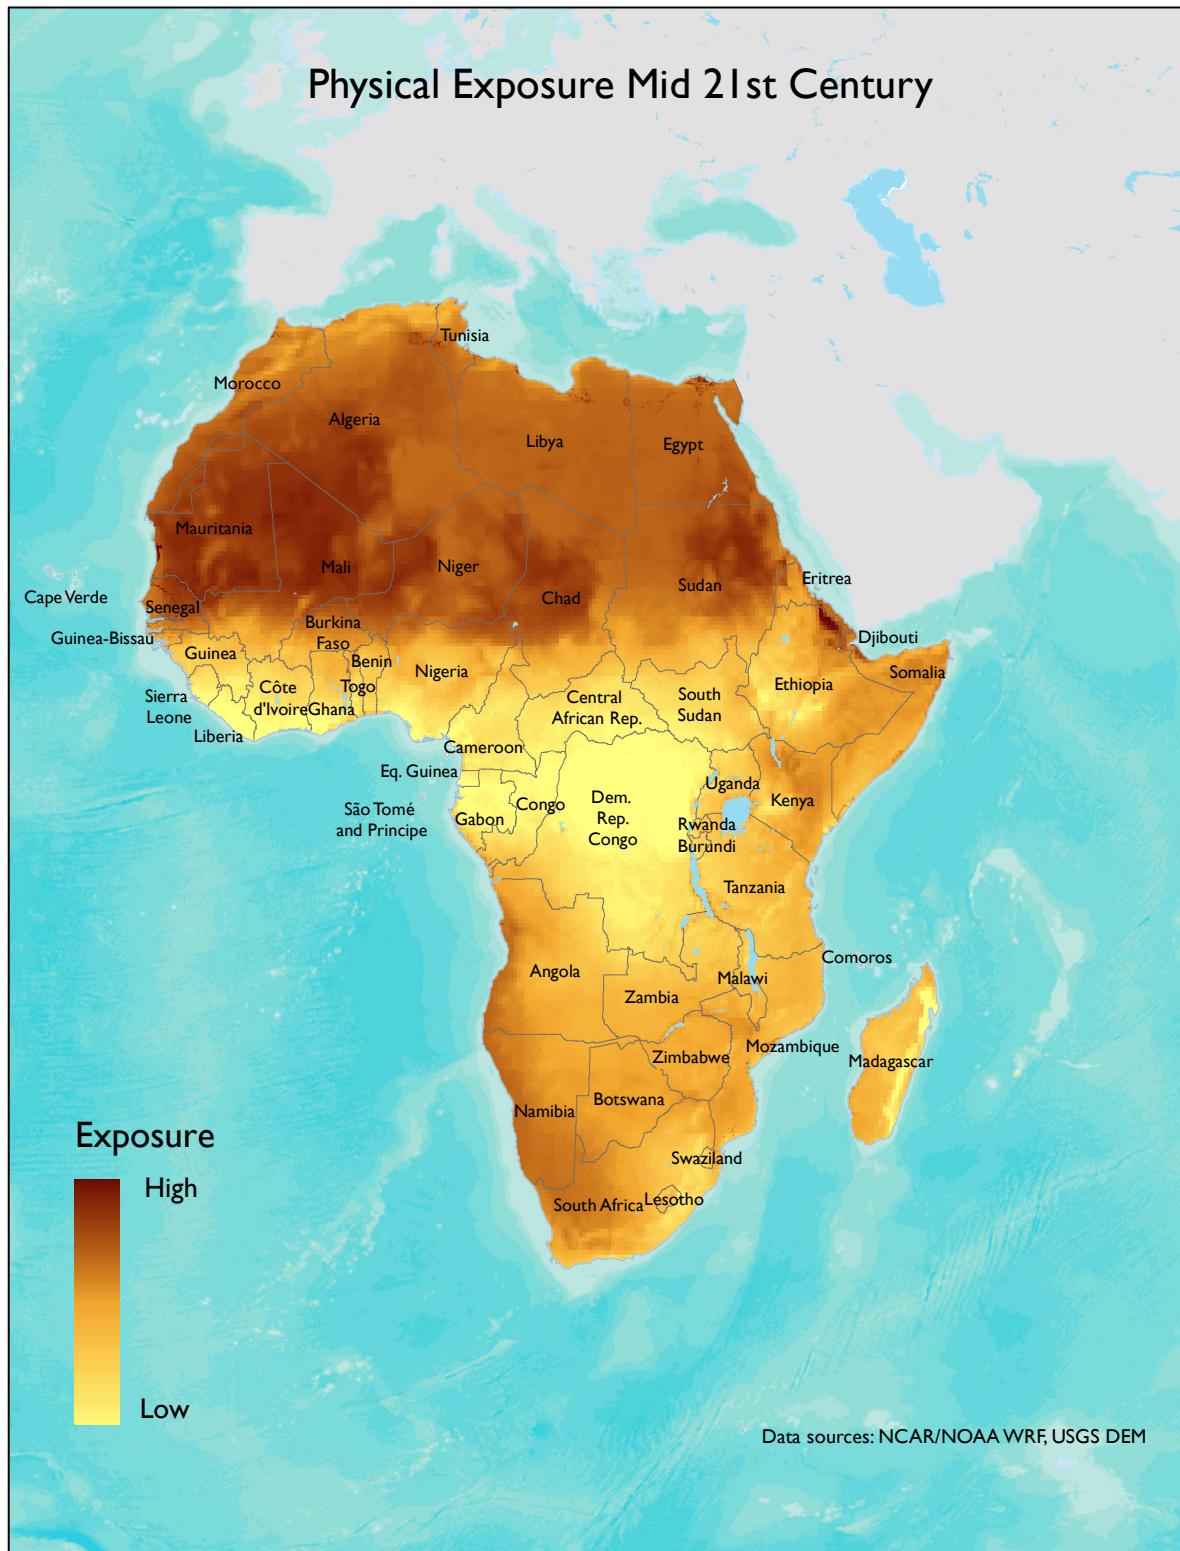 Physical Exposure Mid 21st Century
Tunisia
Morocco
Algeria
Libya
Egypt
Mauritania
Mali
Niger
Chad
Sudan
Eritrea
Cape Verde
Senegal
Burkina
Faso
Djibouti
Guinea-Bissau
Guinea
Benin
Nigeria
Somalia
Ethiopia
Sierra
Leone
Côte
d'Ivoire
Ghana
Togo
Central
African Rep.
South
Sudan
Liberia
Cameroon
Eq. Guinea
Uganda
São Tomé
and Principe
Gabon
Congo
Dem.
Rep.
Congo
Kenya
Rwanda
Burundi
Tanzania
Comoros
Angola
Malawi
Zambia
Mozambique
Zimbabwe
Madagascar
Botswana
Namibia
Swaziland
South Africa
Lesotho
Exposure
High
Low
Data sources: NCAR/NOAA WRF, USGS DEM